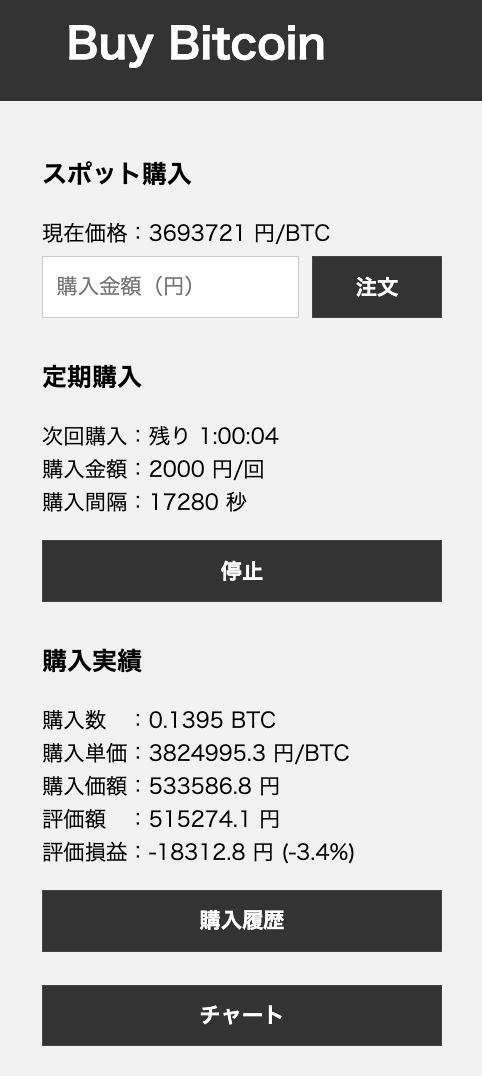 Buy Bitcoin
スポット購入
現在価格：3693721 円/BTC
購入金額（円）
注文
定期購入
次回購入：残り 1:00:04
購入金額：2000 円/回
購入間隔：17280 秒
停止
購入実績
購入数　：0.1395 BTC
購入単価：3824995.3 円/BTC
購入価額：533586.8 円
評価額　：515274.1 円
評価損益：-18312.8 円 (-3.4%)
購入履歴
チャート